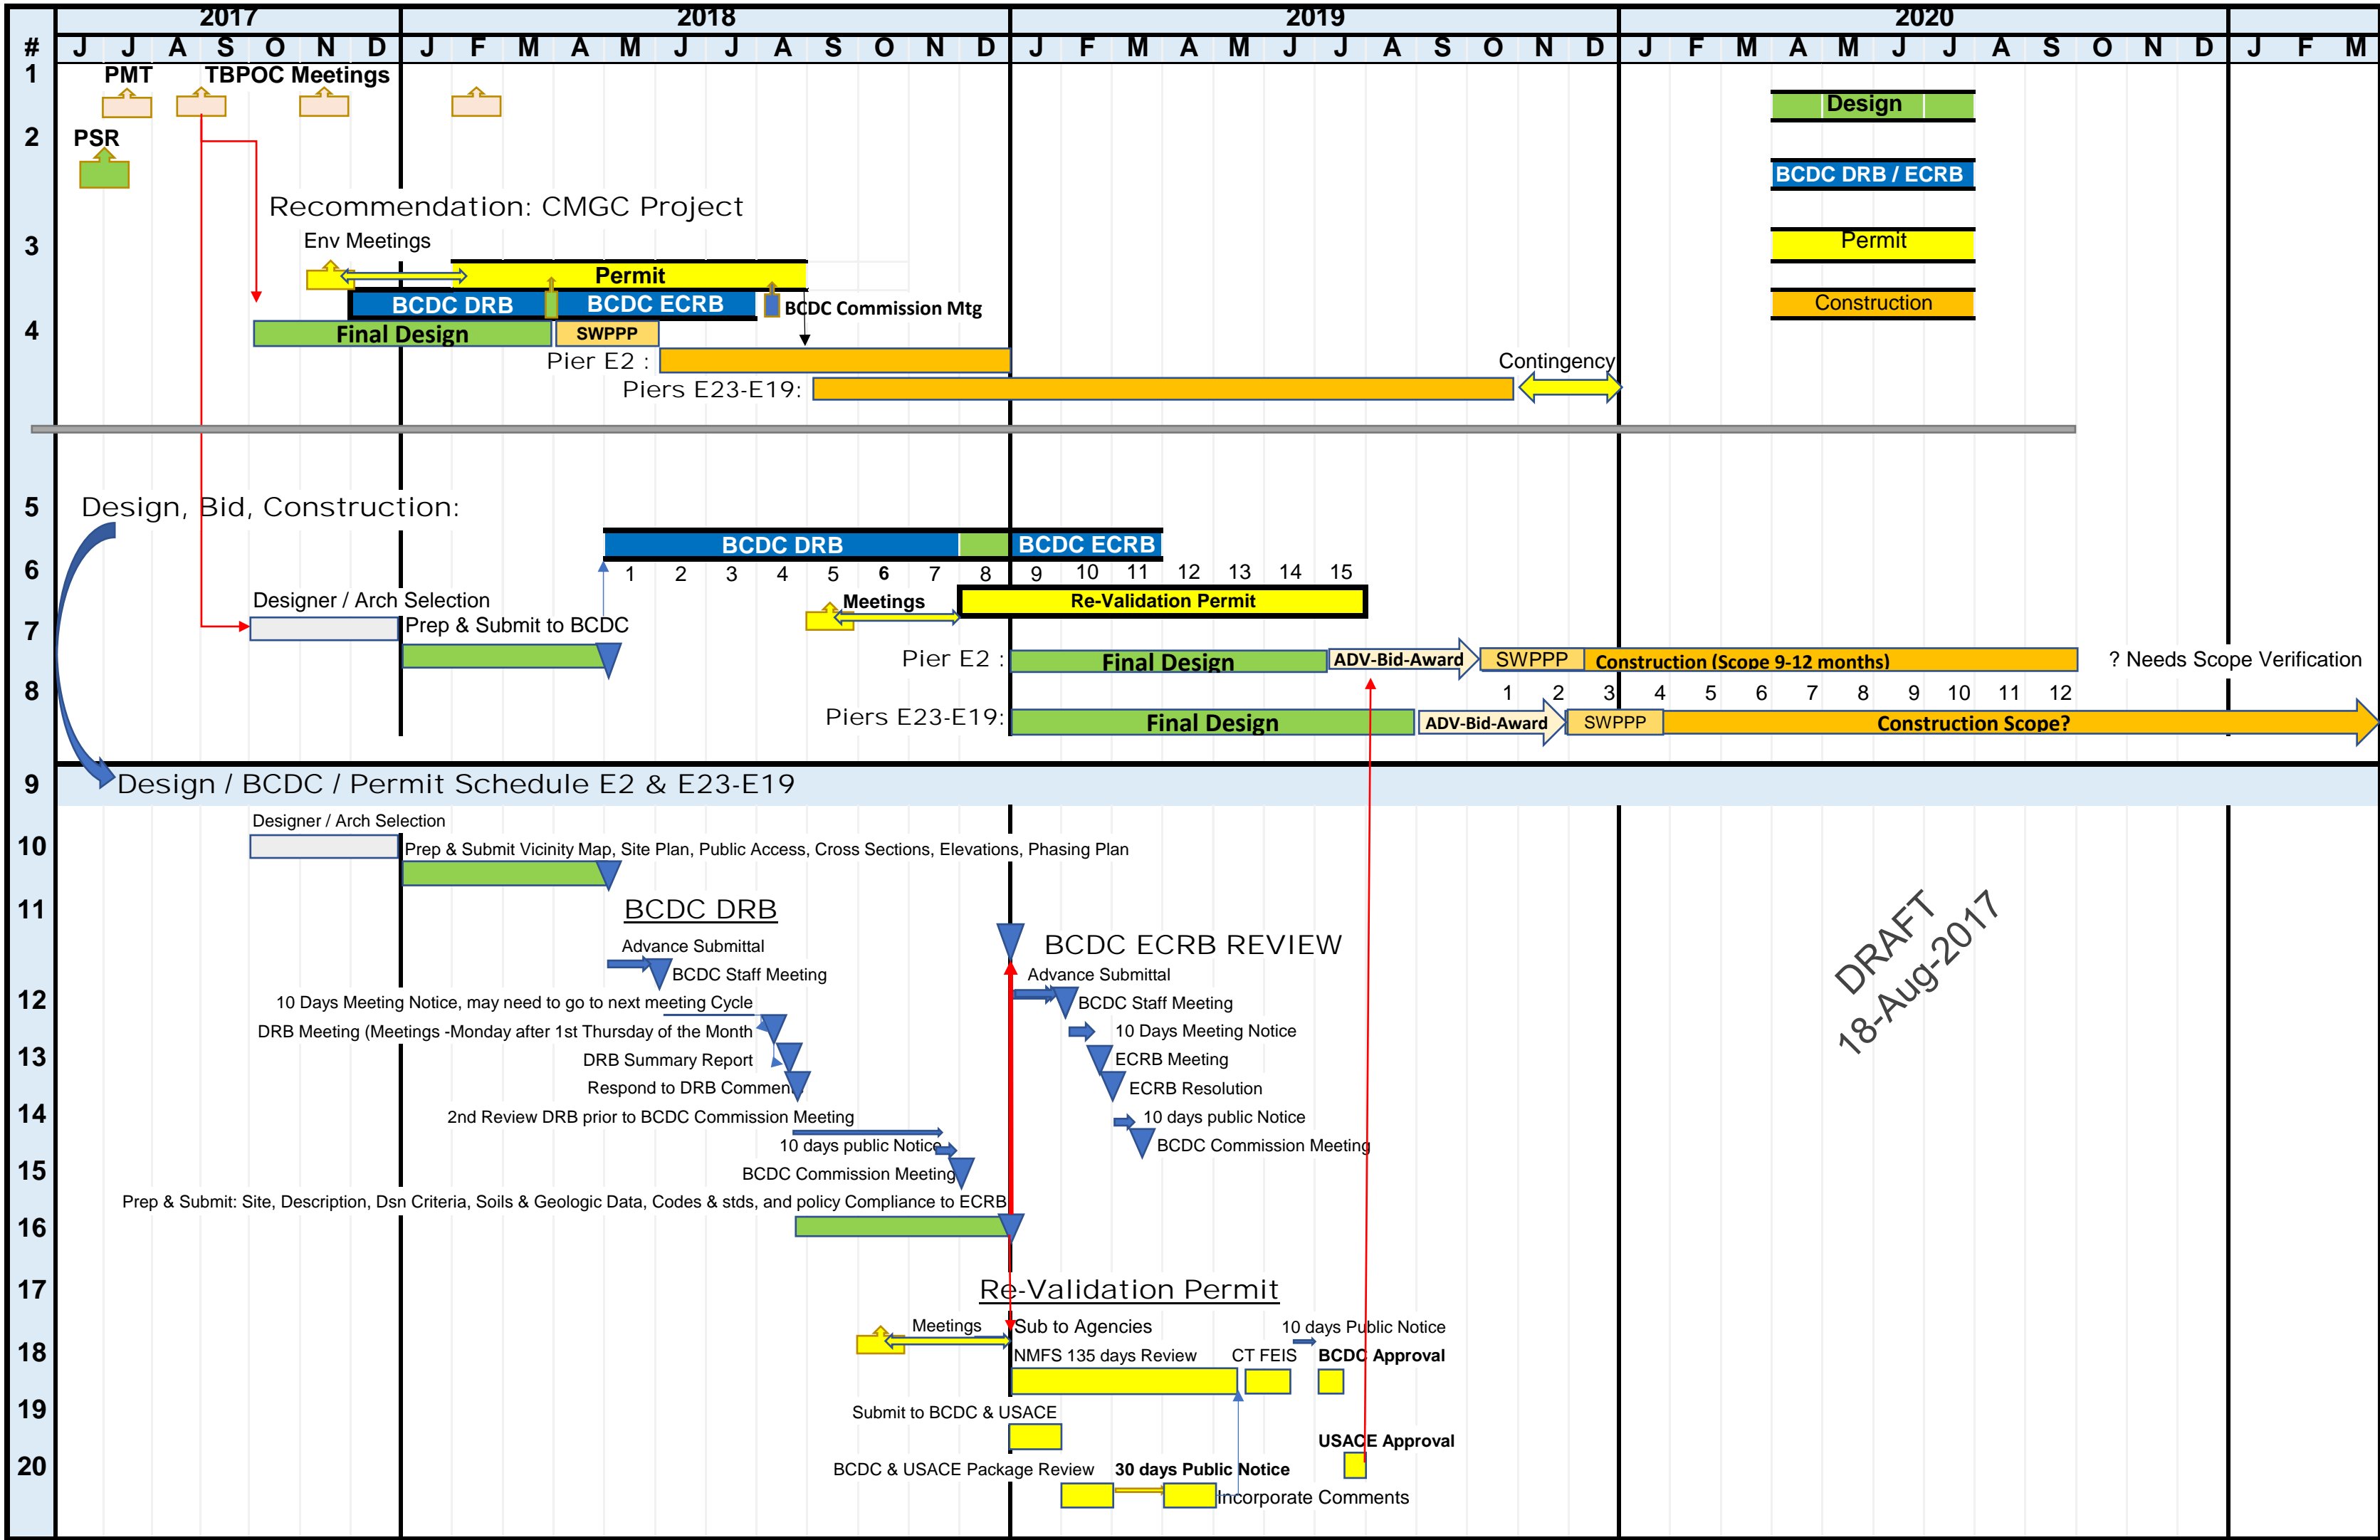 2017 2018 2019 2020
# J J A S O N D J F M A M J J A S O N D J F M A M J J A S O N D J F M A M J J A S O N D J F M
1 PMT TBPOC Meetings
Design
2
PSR
BCDC DRB / ECRB
Recommendation: CMGC Project
3
Env Meetings
Permit
Permit
BCDC DRB BCDC ECRB BCDC Commission Mtg
Construction
4
Final Design SWPPP
Pier E2 :
Contingency
Piers E23-E19:
5
Design, Bid, Construction:
BCDC DRB BCDC ECRB
6
1 2 3 4 5 6 7 8 9 10 11 12 13 14 15
Designer / Arch Selection
Meetings Re-Validation Permit
7
Prep & Submit to BCDC
Pier E2 : Final Design ADV-Bid-Award SWPPP Construction (Scope 9-12 months) ? Needs Scope Verification
8
1 2 3 4 5 6 7 8 9 10 11 12
Piers E23-E19: Final Design ADV-Bid-Award SWPPP Construction Scope?
9 Design / BCDC / Permit Schedule E2 & E23-E19
Designer / Arch Selection
10
Prep & Submit Vicinity Map, Site Plan, Public Access, Cross Sections, Elevations, Phasing Plan
11
BCDC DRB
BCDC ECRB REVIEW
Advance Submittal
BCDC Staff Meeting
Advance Submittal
12
10 Days Meeting Notice, may need to go to next meeting Cycle
BCDC Staff Meeting
DRB Meeting (Meetings -Monday after 1st Thursday of the Month
10 Days Meeting Notice
13
DRB Summary Report
ECRB Meeting
Respond to DRB Comment
ECRB Resolution
14
2nd Review DRB prior to BCDC Commission Meeting
10 days public Notice
10 days public Notice
BCDC Commission Meeting
15
BCDC Commission Meeting
Prep & Submit: Site, Description, Dsn Criteria, Soils & Geologic Data, Codes & stds, and policy Compliance to ECRB
16
DRAFT
18-Aug-2017
17
Re-Validation Permit
Meetings Sub to Agencies 10 days Public Notice
18
NMFS 135 days Review CT FEIS BCDC Approval
19
Submit to BCDC & USACE
USACE Approval
20
BCDC & USACE Package Review 30 days Public Notice
Incorporate Comments